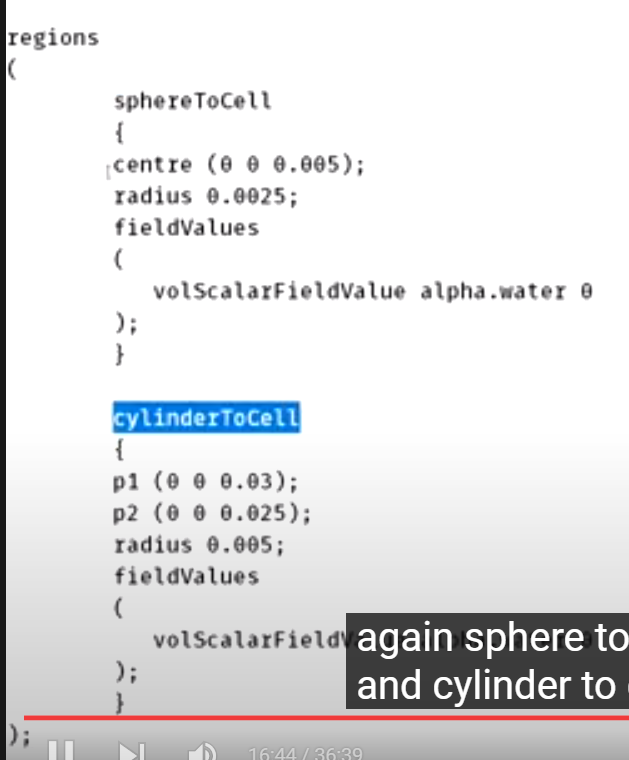 regions
(
sphereToCell
{
centre (0 0 0.005);
radius 0.0025;
fieldValues
(
volScalarFieldValue alpha.water 0
);
}
cylinderToCell
{
p1 (0 0 0.03);
p2 (0 0 0.025);
radius 0.005;
fieldValues
(
volScalarFieldV
);
}
);
again sphere to
and cylinder to
16:44 / 36:39